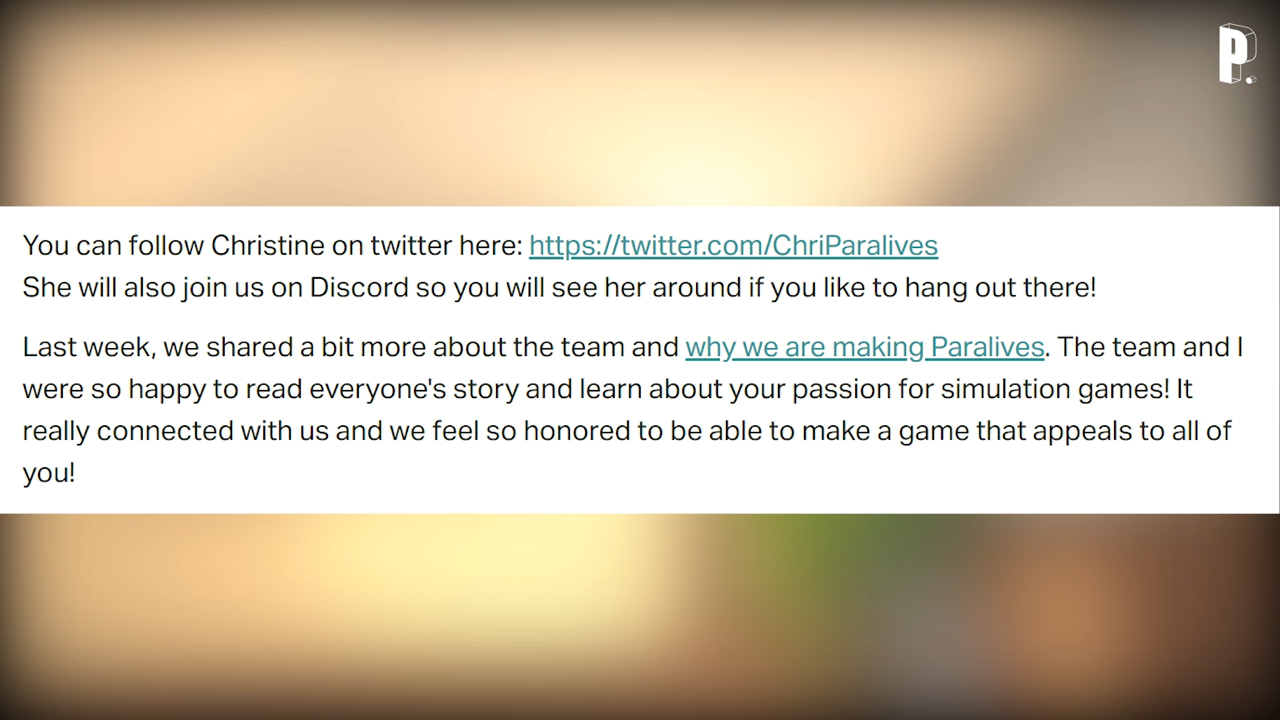 P.
You can follow Christine on twitter here: https://twitter.com/ChriParalives
She will also join us on Discord so you will see her around if you like to hang out there!
Last week, we shared a bit more about the team and why we are making Paralives. The team and I
were so happy to read everyone's story and learn about your passion for simulation games! It
really connected with us and we feel so honored to be able to make a game that appeals to all of
you!